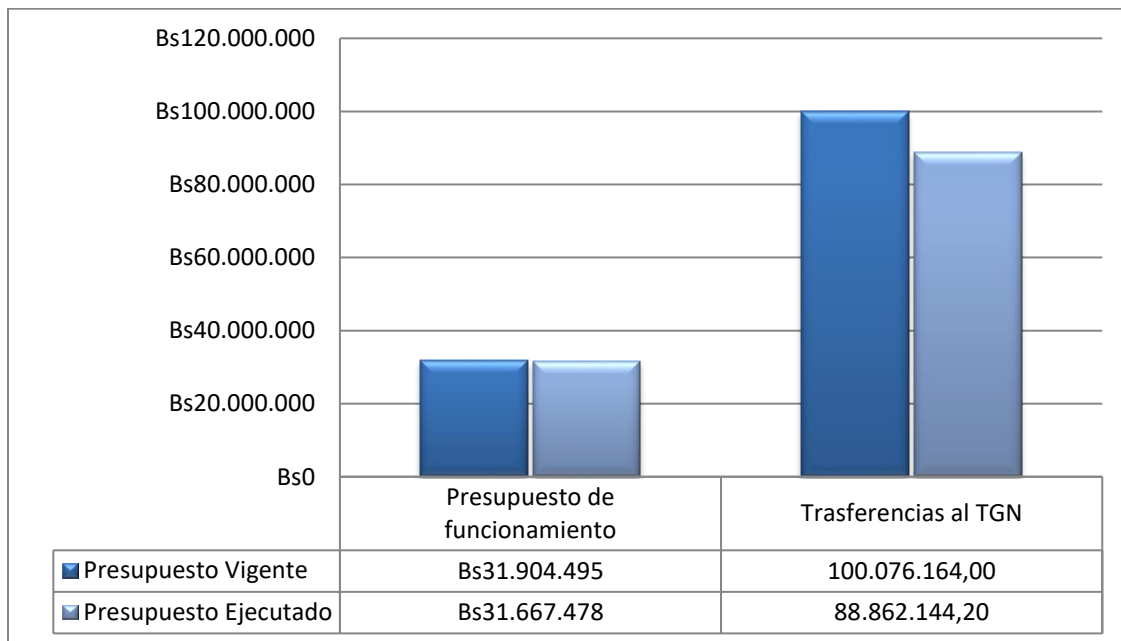 Bs120.000.000
Bs100.000.000
Bs80.000.000
Bs60.000.000
Bs40.000.000
Bs20.000.000
Bs0
Presupuesto de
funcionamiento
Trasferencias al TGN
Presupuesto Vigente Bs31.904.495 100.076.164,00
Presupuesto Ejecutado Bs31.667.478 88.862.144,20